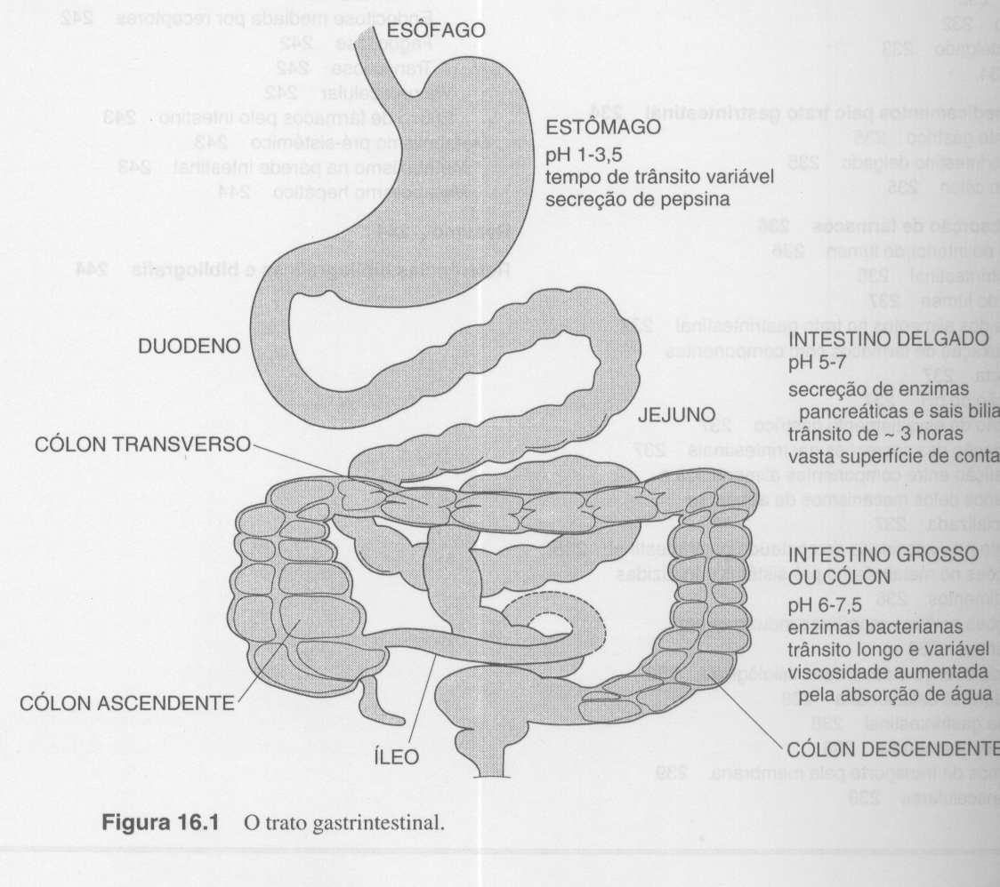 ESÔFAGO
ESTÔMAGO
pH 1-3,5
tempo de trânsito variável
secreção de pepsina
DUODENO
INTESTINO DELGADO
pH 5-7
secreção de enzimas
pancreáticas e sais bilia
trânsito de ~ 3 horas
vasta superfície de conta
JEJUNO
CÓLON TRANSVERSO
INTESTINO GROSSO
OU CÓLON
pH 6-7,5
enzimas bacterianas
trânsito longo e variável
viscosidade aumentada
pela absorção de água
CÓLON ASCENDENTE
ÍLEO
CÓLON DESCENDENTE
Figura 16.1 O trato gastrintestinal.